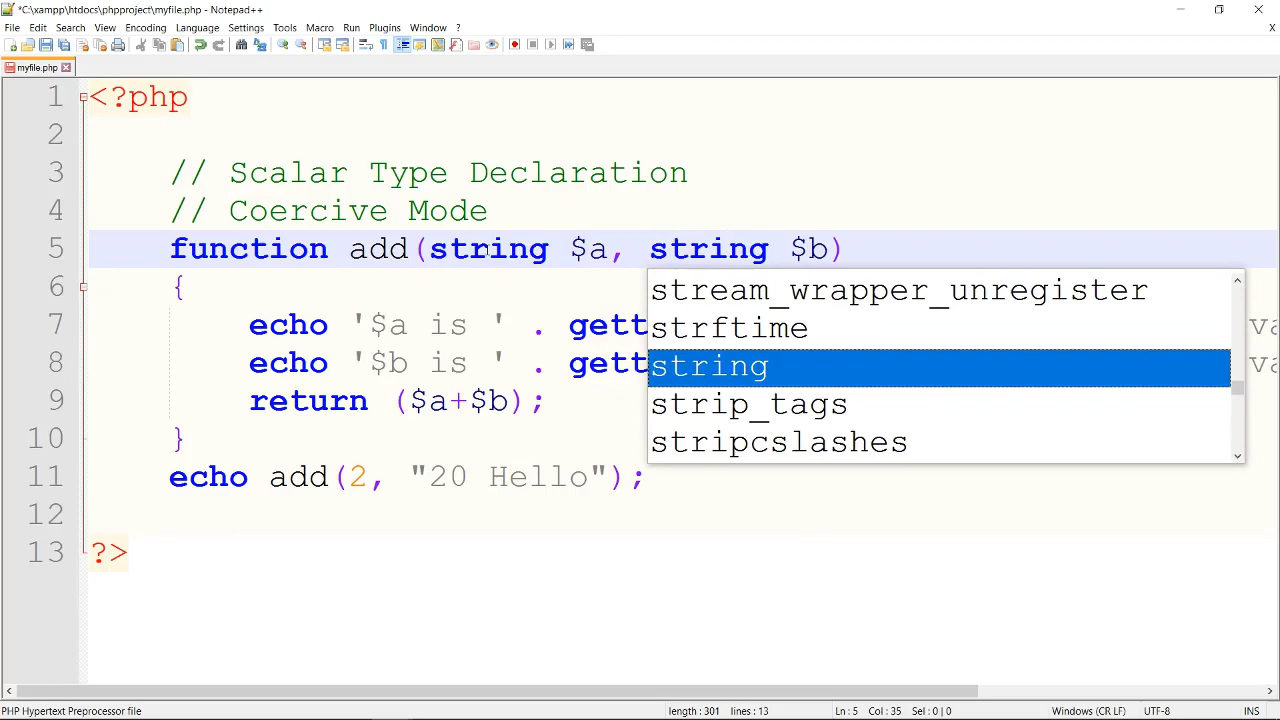 *C:\xampp\htdocs\phpproject\myfile.php - Notepad++
File Edit Search View Encoding Language Settings Tools Macro Run Plugins Window ? X
myfile.php
1 <?php
2
3 // Scalar Type Declaration
4 // Coercive Mode
5 function add(string $a, string $b)
6 {
7 echo '$a is ' . gett
8 echo '$b is ' . gett
9 return ($a+$b);
10 }
11 echo add(2, "20 Hello");
12
13 ?>
stream_wrapper_unregister
strftime
string
strip_tags
stripcslashes
va
va
PHP Hypertext Preprocessor file length : 301 lines : 13 Ln : 5 Col : 35 Sel : 0 | 0 Windows (CR LF) UTF-8 INS